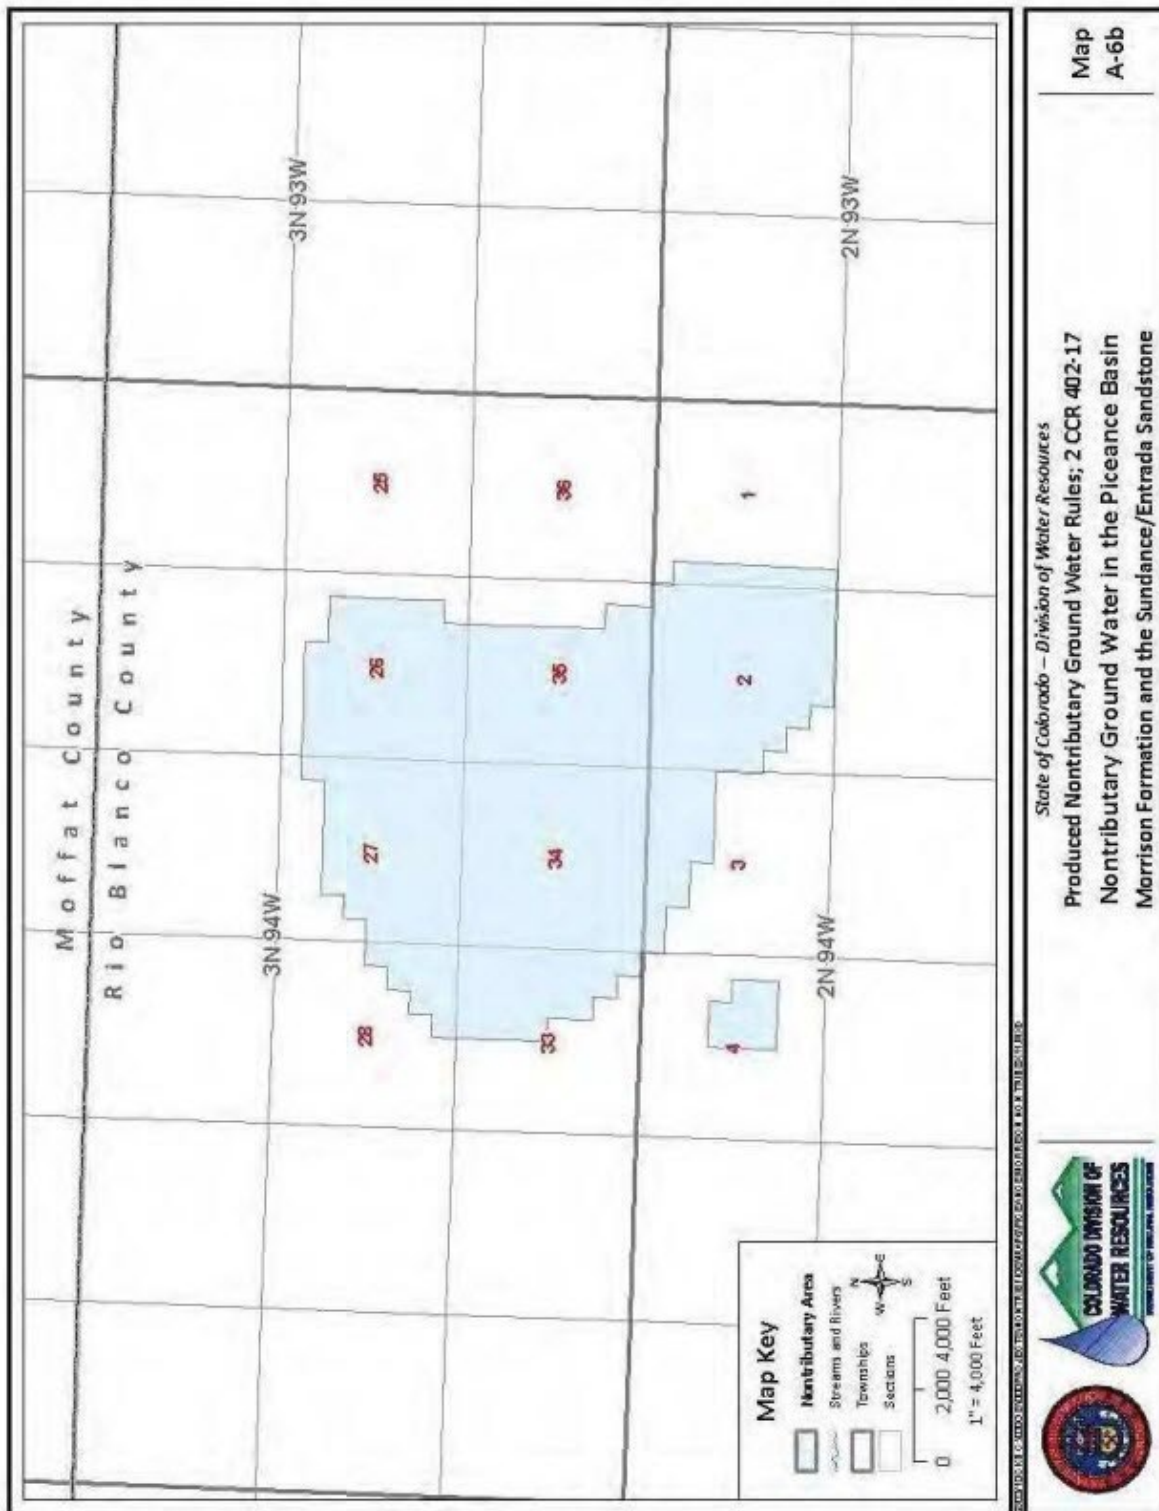 Moffat County
Rio Blanco County
3N 94W
3N 93W
28
27
26
25
33
34
35
36
4
3
2
1
2N 94W
2N 93W
Map Key
Nontributary Area
Streams and Rivers
Townships
Sections
N
W
E
S
0 2,000 4,000 Feet
1" = 4,000 Feet
COLORADO DIVISION OF
WATER RESOURCES
State of Colorado – Division of Water Resources
Produced Nontributary Ground Water Rules; 2 CCR 402-17
Nontributary Ground Water in the Piceance Basin
Morrison Formation and the Sundance/Entrada Sandstone
Map
A-6b